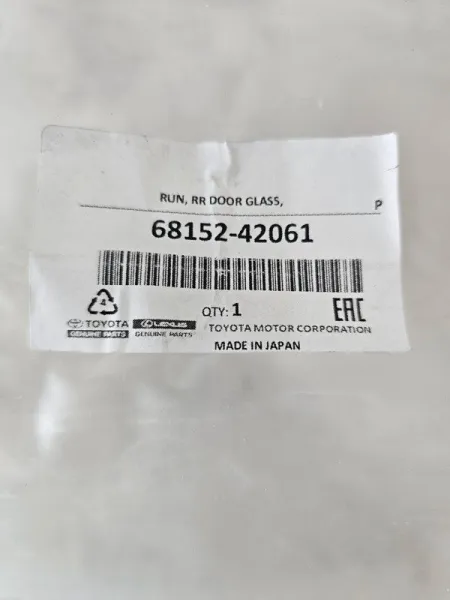 RUN, RR DOOR GLASS,
P
68152-42061
4
QTY: 1
EAC
TOYOTA
LEXUS
TOYOTA MOTOR CORPORATION
GENUINE PARTS
GENUINE PARTS
MADE IN JAPAN